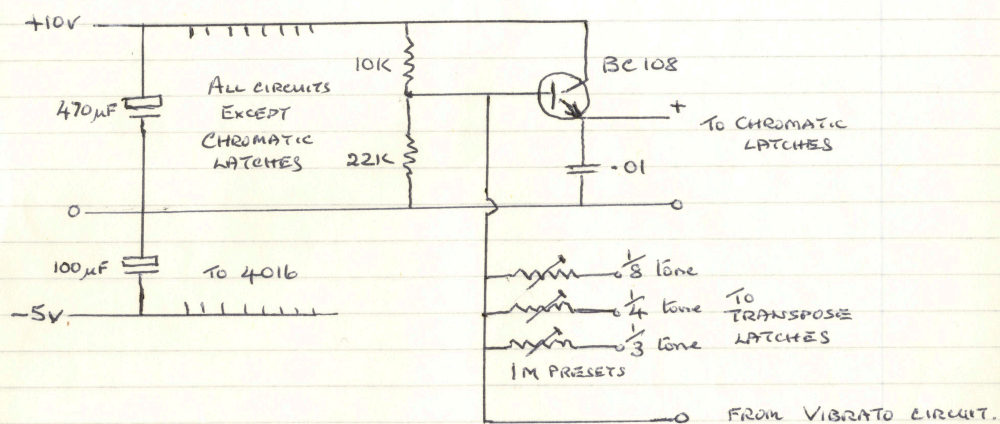 +10V
10K
BC108
470µF
ALL CIRCUITS
EXCEPT
CHROMATIC
LATCHES
+
TO CHROMATIC
LATCHES
22K
.01
0
100µF
TO 4016
1/8 tone
-5V
1/4 tone
TO
TRANSPOSE
LATCHES
1/3 tone
1M PRESETS
FROM VIBRATO CIRCUIT.